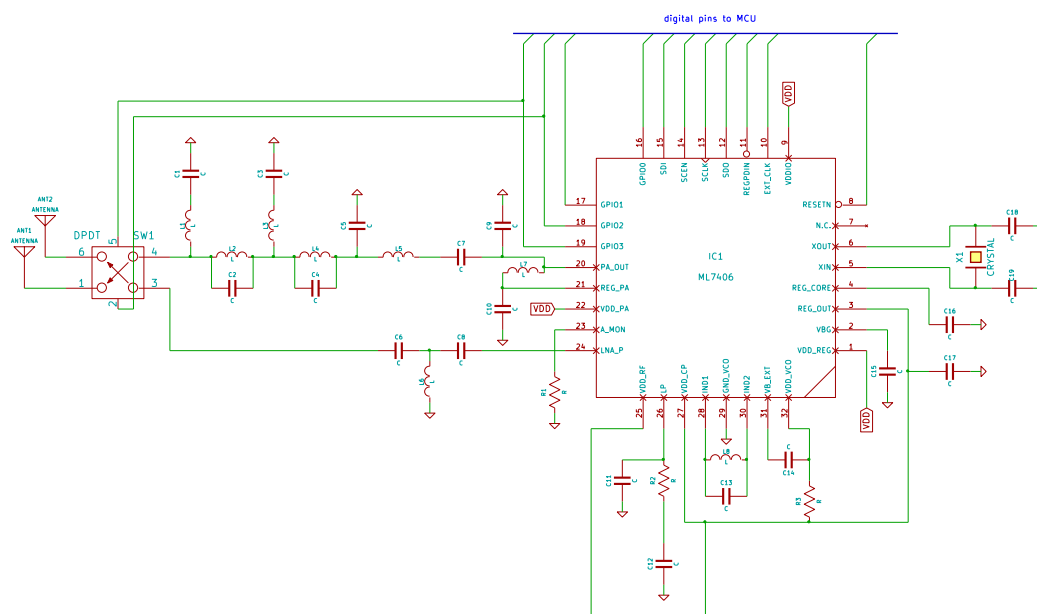 digital pins to MCU
VDD
16
15
14
13
12
11
10
9
GPIO0
SDI
SCEN
SCLK
SDO
REGPDIN
EXT_CLK
VDDIO
C1
C
C3
C
ANT2
ANTENNA
ANT1
ANTENNA
L1
L
L3
L
C5
C
C9
C
DPDT
SW1
5
6
4
1
3
2
L2
L
L4
L
L5
L
C7
C
C2
C
C4
C
L7
L
C10
C
VDD
17
GPIO1
18
GPIO2
19
GPIO3
20
PA_OUT
21
REG_PA
22
VDD_PA
23
A_MON
24
LNA_P
IC1
ML7406
RESETN
8
N.C.
7
XOUT
6
XIN
5
REG_CORE
4
REG_OUT
3
VBG
2
VDD_REG
1
C18
C
X1
CRYSTAL
C19
C
C16
C
C17
C
C15
C
VDD
C6
C
C8
C
L6
L
R1
R
VDD_RF
LP
VDD_CP
IND1
GND_VCO
IND2
VB_EXT
VDD_VCO
25
26
27
28
29
30
31
32
C11
C
R2
R
L8
L
C13
C
C
C14
R3
R
C12
C